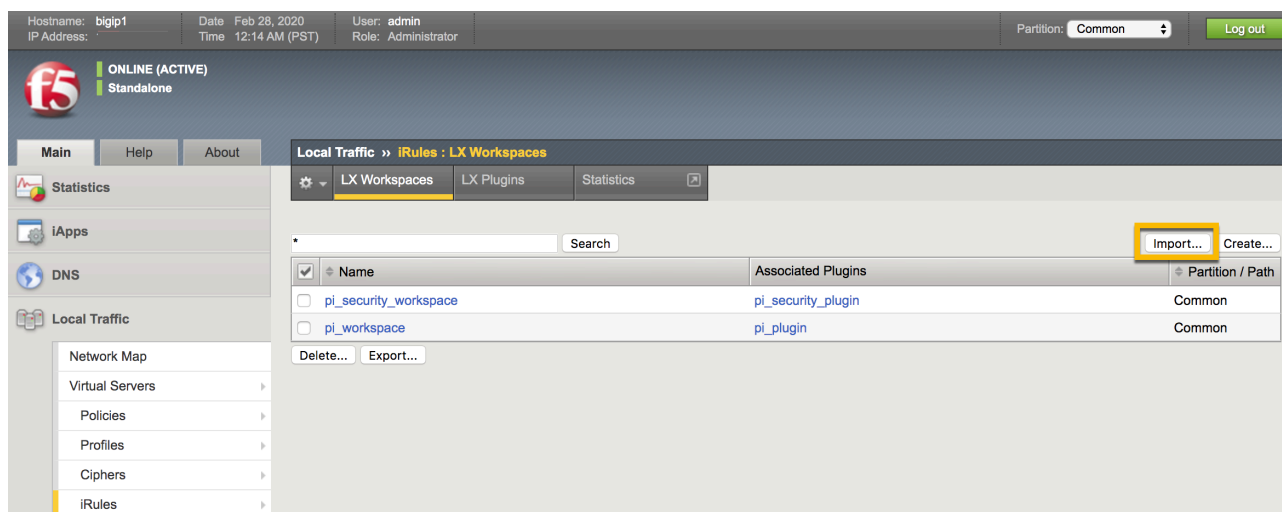 Hostname: bigip1 Date Feb 28, 2020 User: admin
IP Address: Time 12:14 AM (PST) Role: Administrator
Partition: Common Log out
f5
ONLINE (ACTIVE)
Standalone
Main Help About
Local Traffic ›› iRules : LX Workspaces
LX Workspaces LX Plugins Statistics
Statistics
iApps
DNS
Local Traffic
Network Map
Virtual Servers
Policies
Profiles
Ciphers
iRules
* Search Import... Create...
Name Associated Plugins Partition / Path
pi_security_workspace pi_security_plugin Common
pi_workspace pi_plugin Common
Delete... Export...